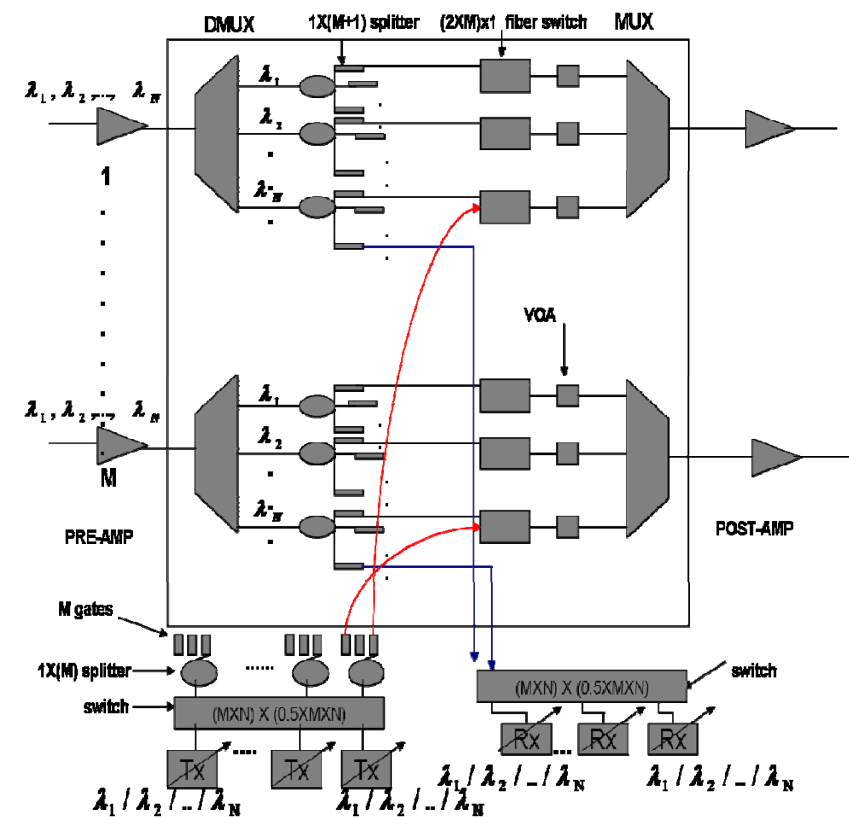 DMUX 1X(M+1) splitter (2XM)x1 fiber switch MUX
λ1, λ2 ,..., λN
λ1
λ2
λN
1
VOA
λ1, λ2 ,..., λN
λ1
λ2
λN
M
PRE-AMP
POST-AMP
M gates
1X(M) splitter
switch
(MXN) X (0.5XMXN)
(MXN) X (0.5XMXN)
switch
Tx Tx Tx
Rx Rx Rx
λ1 / λ2 / .. / λN
λ1 / λ2 / .. / λN
λ1 / λ2 / .. / λN
λ1 / λ2 / .. / λN